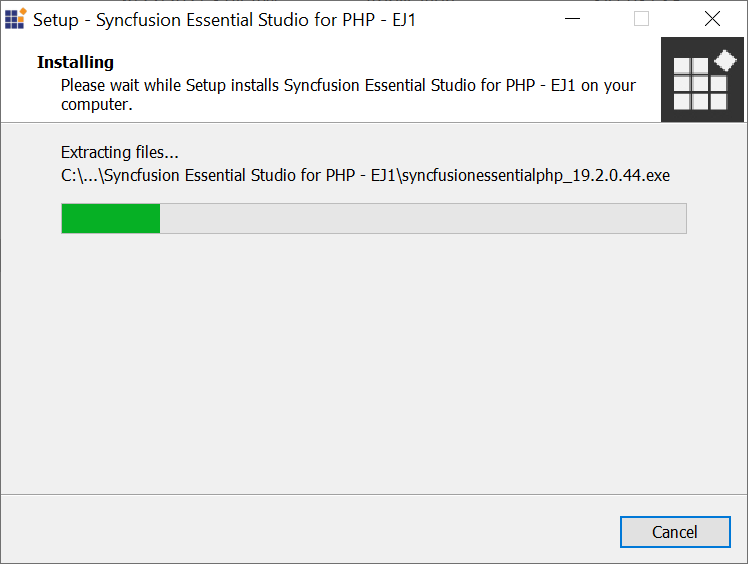 Setup - Syncfusion Essential Studio for PHP - EJ1
Installing
Please wait while Setup installs Syncfusion Essential Studio for PHP - EJ1 on your
computer.
Extracting files...
C:\...\Syncfusion Essential Studio for PHP - EJ1\syncfusionessentialphp_19.2.0.44.exe
Cancel